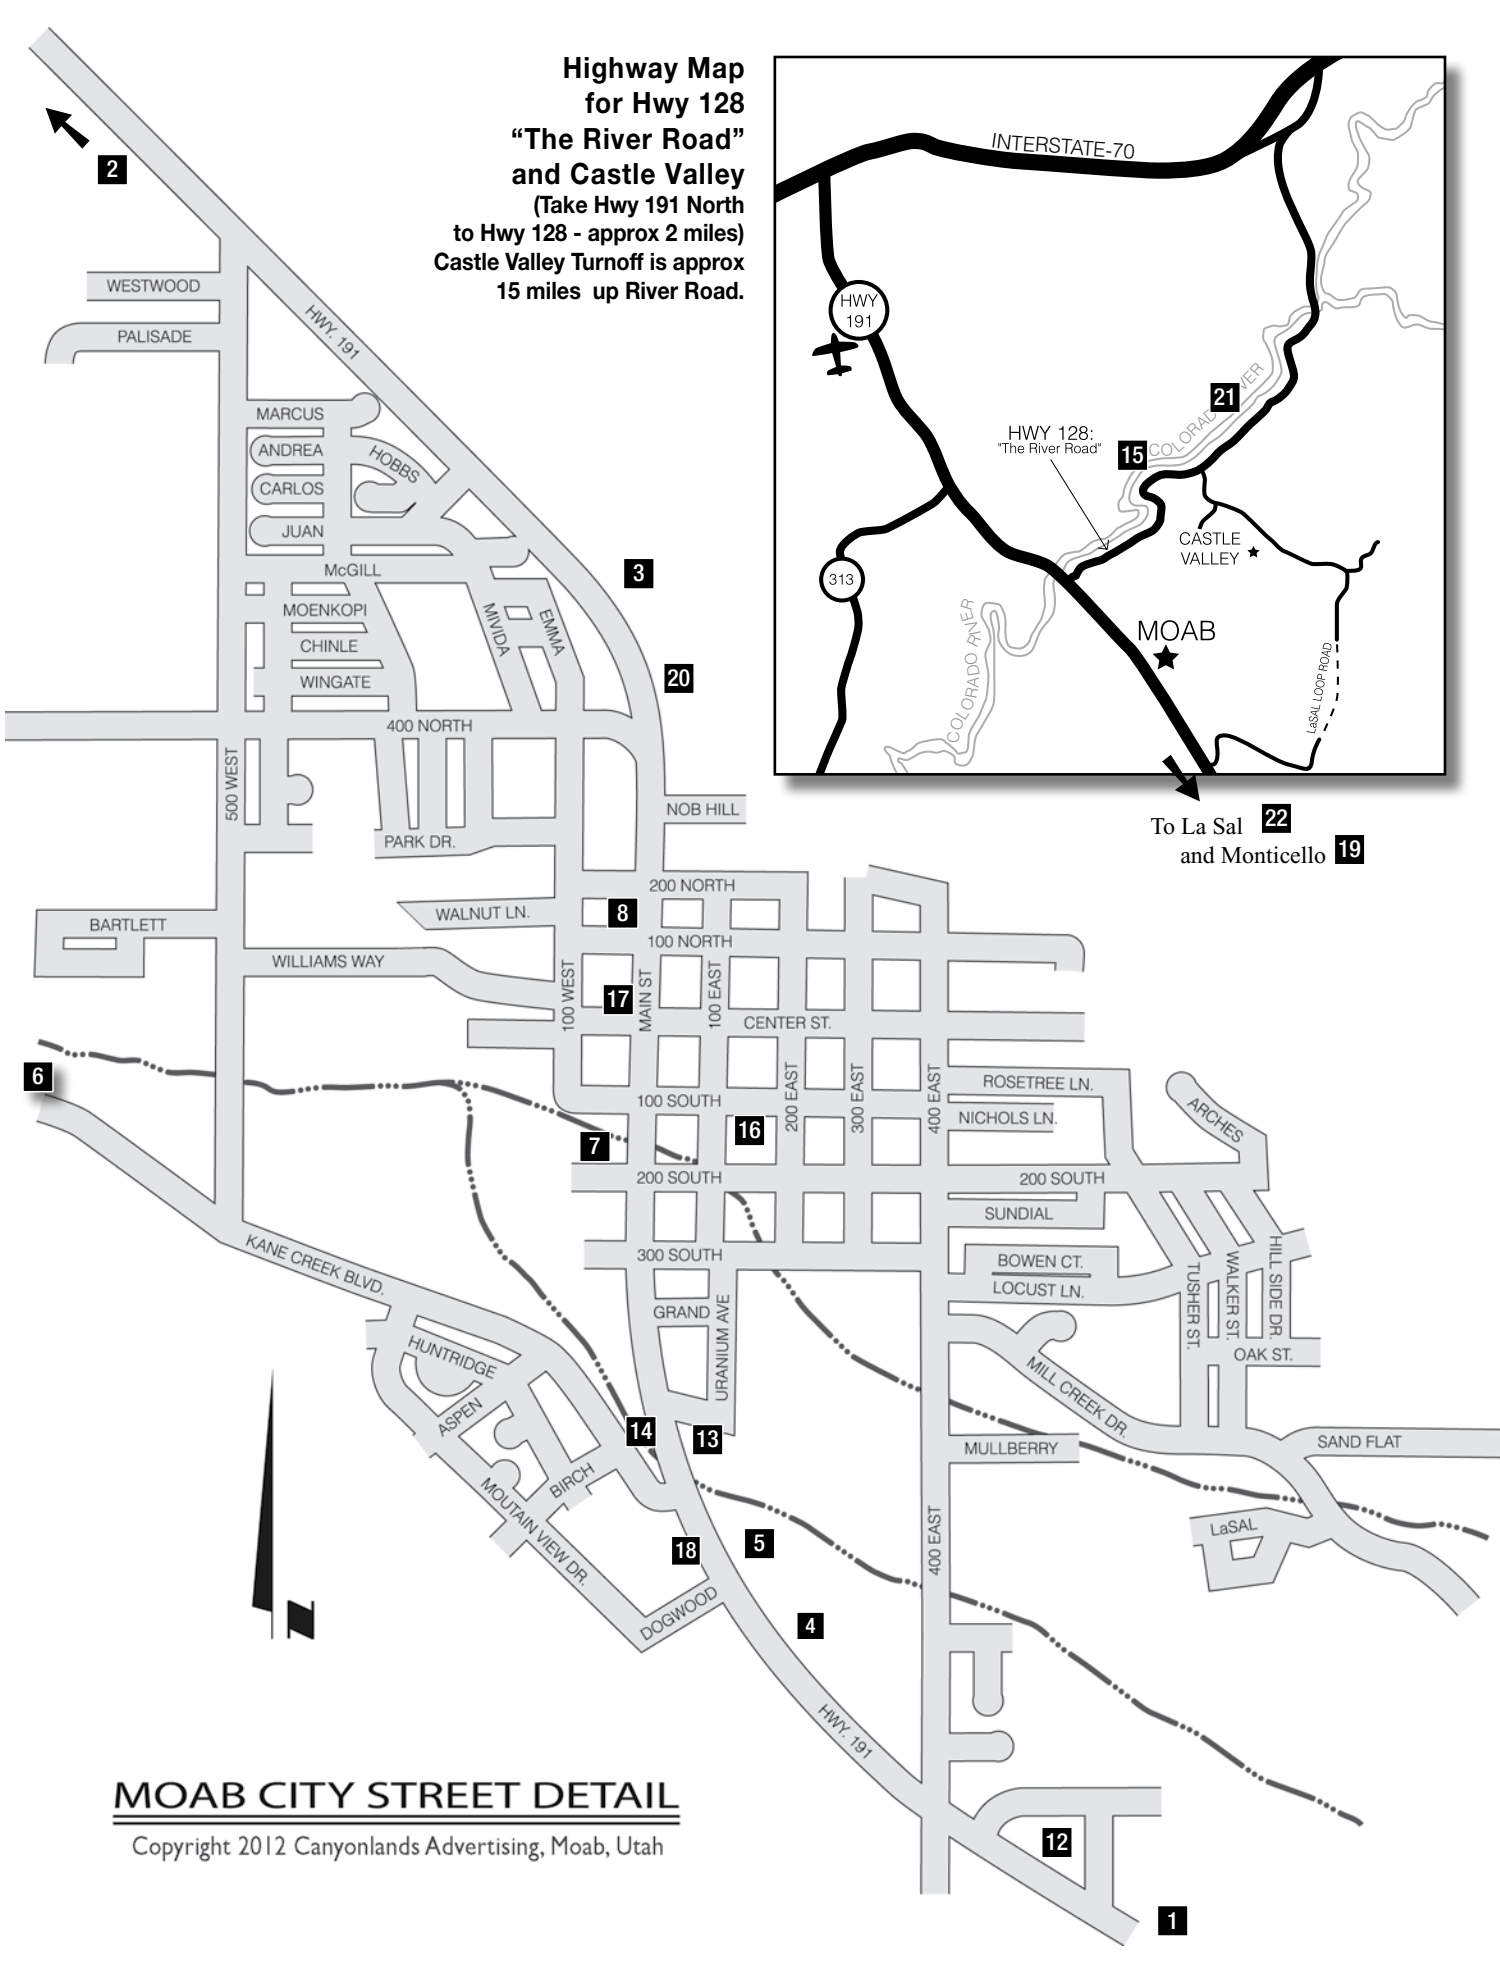 Highway Map
for Hwy 128
“The River Road”
and Castle Valley
(Take Hwy 191 North
to Hwy 128 - approx 2 miles)
Castle Valley Turnoff is approx
15 miles up River Road.
INTERSTATE-70
HWY
191
21
COLORADO RIVER
15
HWY 128:
"The River Road"
CASTLE
VALLEY
313
MOAB
COLORADO RIVER
LaSAL LOOP ROAD
To La Sal 22
and Monticello 19
2
WESTWOOD
PALISADE
HWY. 191
MARCUS
ANDREA
HOBBS
CARLOS
JUAN
McGILL
3
MOENKOPI
MIVIDA
EMMA
CHINLE
WINGATE
20
400 NORTH
500 WEST
NOB HILL
PARK DR.
200 NORTH
WALNUT LN.
8
BARTLETT
100 NORTH
WILLIAMS WAY
100 WEST
17
MAIN ST
100 EAST
CENTER ST.
6
200 EAST
300 EAST
400 EAST
ROSETREE LN.
100 SOUTH
NICHOLS LN.
ARCHES
7
16
200 SOUTH
200 SOUTH
SUNDIAL
KANE CREEK BLVD.
300 SOUTH
BOWEN CT.
LOCUST LN.
TUSHER ST.
WALKER ST.
HILL SIDE DR.
GRAND
URANIUM AVE
HUNTRIDGE
OAK ST.
MILL CREEK DR.
ASPEN
14
13
MULLBERRY
SAND FLAT
BIRCH
MOUTAIN VIEW DR.
LaSAL
18
5
400 EAST
DOGWOOD
4
N
HWY. 191
MOAB CITY STREET DETAIL
Copyright 2012 Canyonlands Advertising, Moab, Utah
12
1